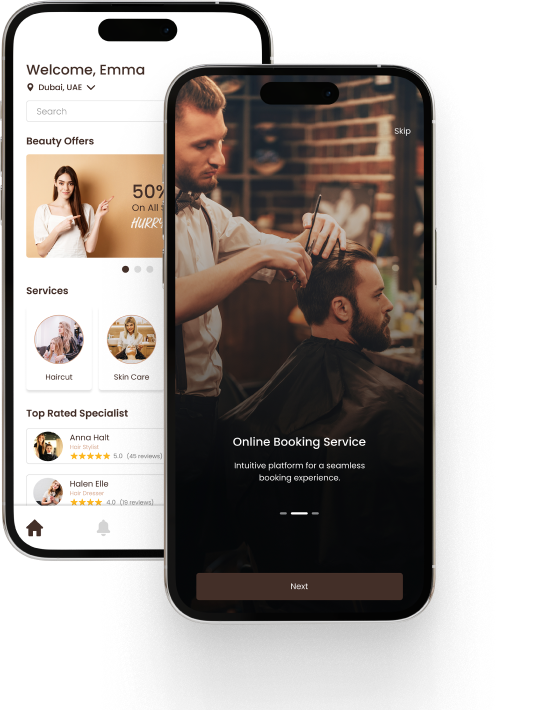 Welcome, Emma
Dubai, UAE
Search
Beauty Offers
50%
On All
HURRY
Services
Haircut
Skin Care
Top Rated Specialist
Anna Halt
Hair Stylist
5.0 (45 reviews)
Halen Elle
Hair Dresser
4.0 (19 reviews)
Skip
Online Booking Service
Intuitive platform for a seamless
booking experience.
Next